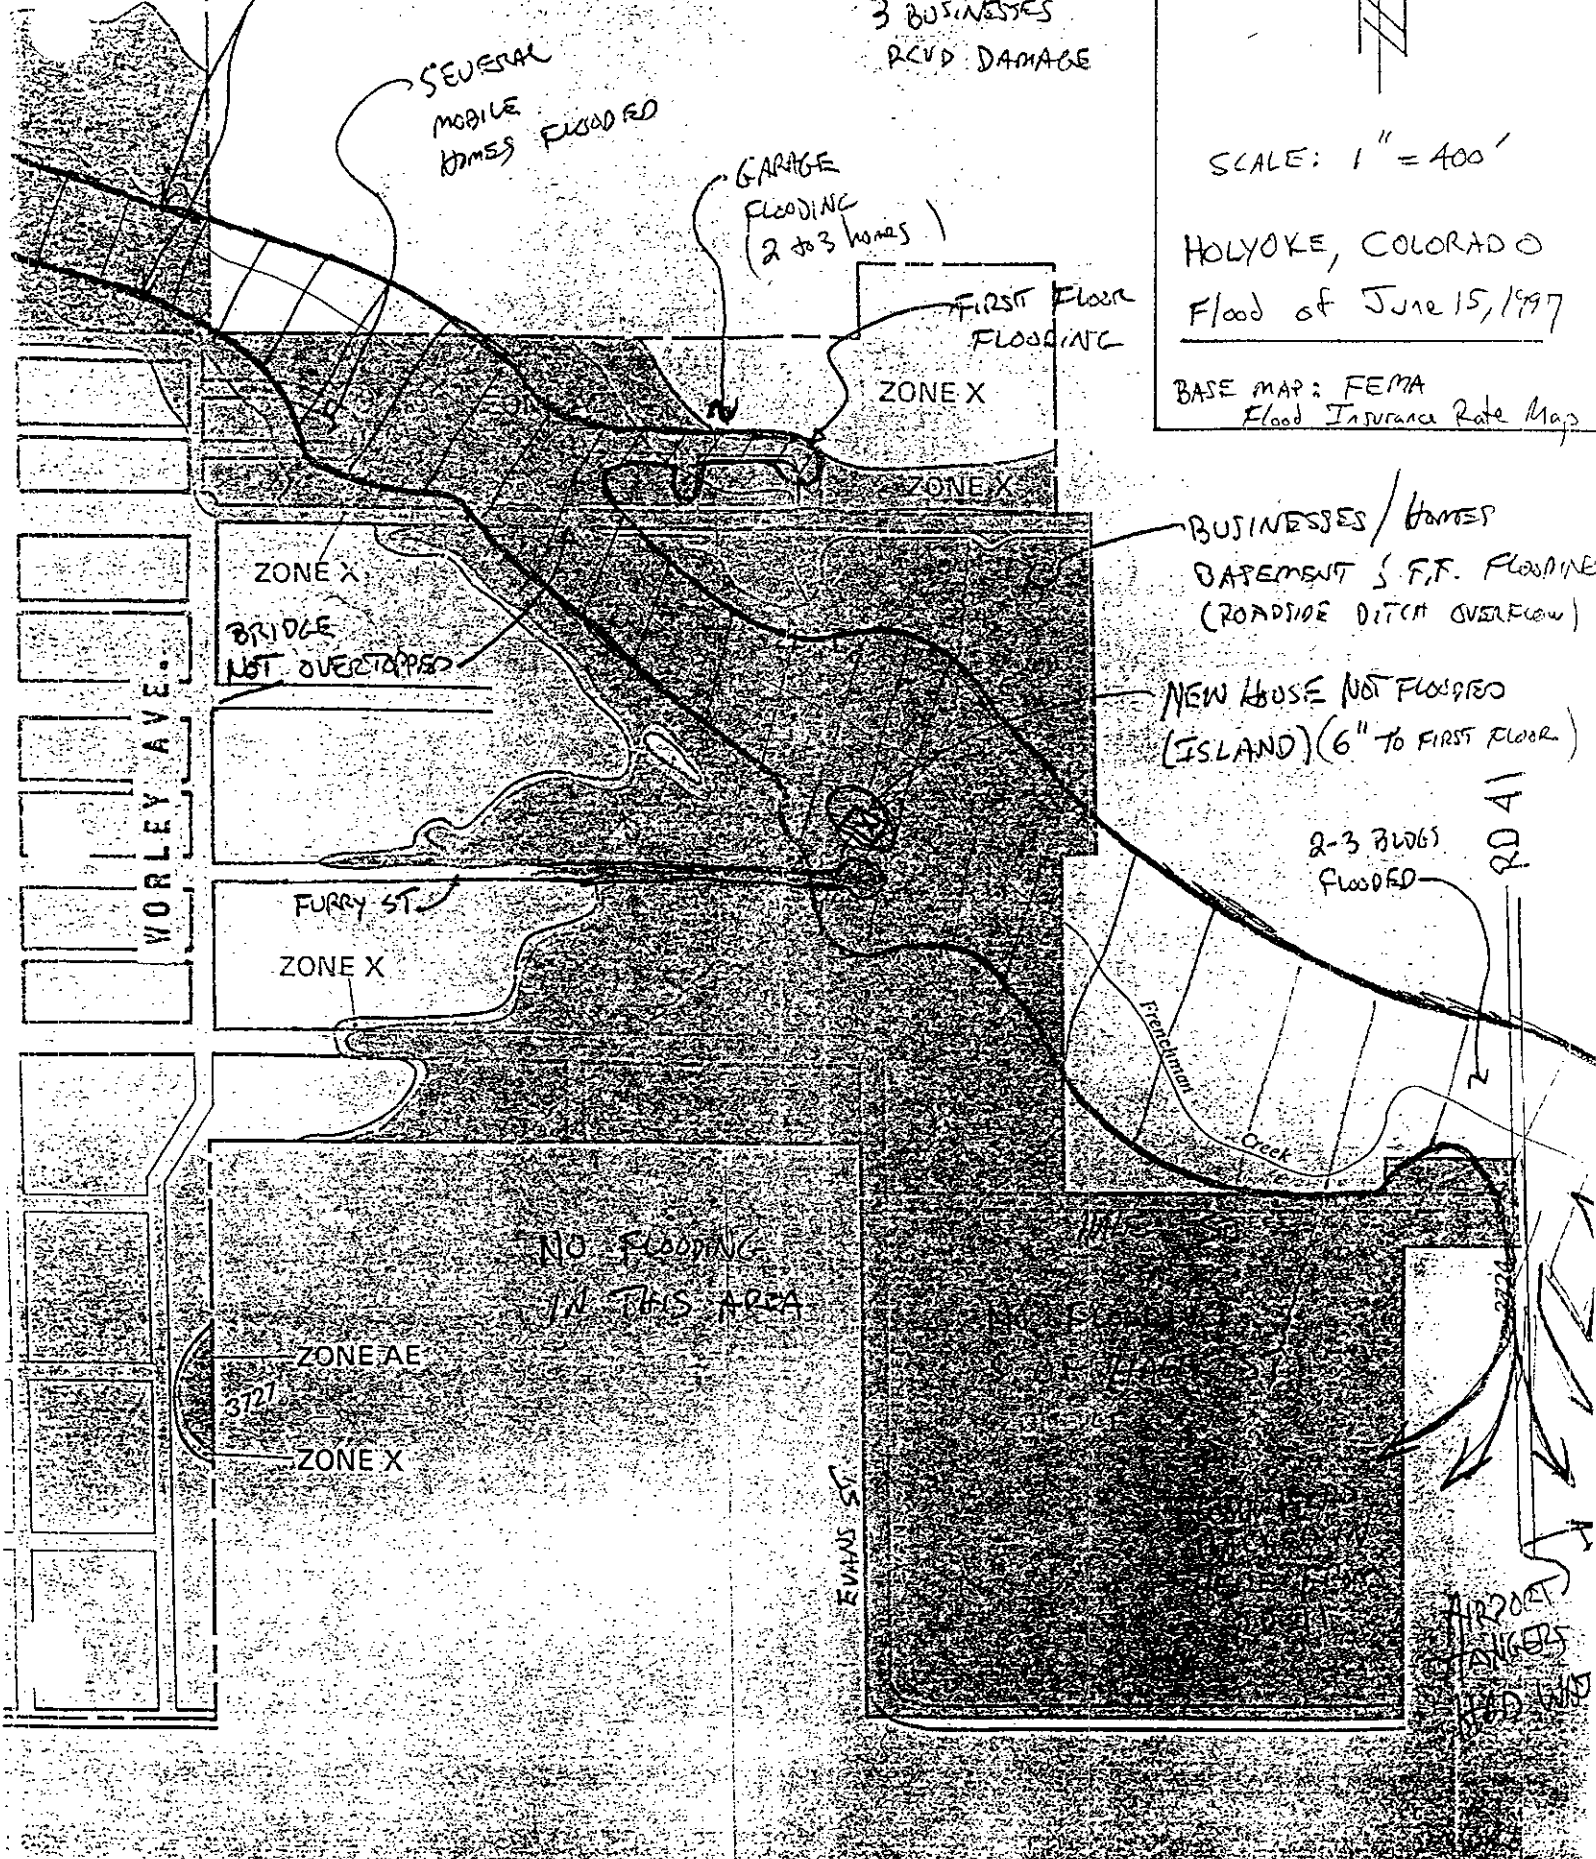 3 BUSINESSES
RCVD DAMAGE
SEVERAL
MOBILE
HOMES FLOODED
GARAGE
FLOODING
(2 to 3 homes)
SCALE: 1" = 400'
HOLYOKE, COLORADO
Flood of June 15, 1997
BASE MAP: FEMA
Flood Insurance Rate Map
FIRST FLOOR
FLOODING
ZONE X
ZONE X
BUSINESSES / HOMES
BASEMENT & F.F. FLOODING
(ROADSIDE DITCH OVERFLOW)
ZONE X
BRIDGE
NOT OVERTOPPED
NEW HOUSE NOT FLOODED
(ISLAND) (6" TO FIRST FLOOR)
WORLEY AVE.
RD 41
2-3 BLDGS
FLOODED
FURRY ST.
ZONE X
Frenchman
Creek
NO FLOODING
IN THIS AREA
ZONE AE
3727
ZONE X
EVANS ST.
AIRPORT